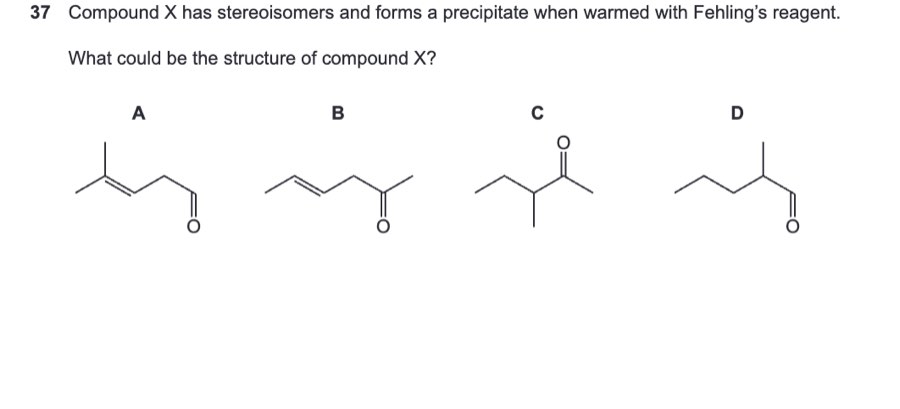 37 Compound X has stereoisomers and forms a precipitate when warmed with Fehling's reagent.
What could be the structure of compound X?
A B C D
O
O O O